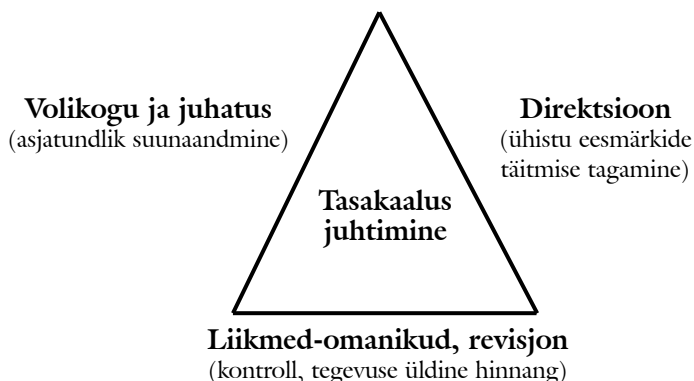 Volikogu ja juhatus
(asjatundlik suunaandmine)
Direktsioon
(ühistu eesmärkide
täitmise tagamine)
Tasakaalus
juhtimine
Liikmed-omanikud, revisjon
(kontroll, tegevuse üldine hinnang)